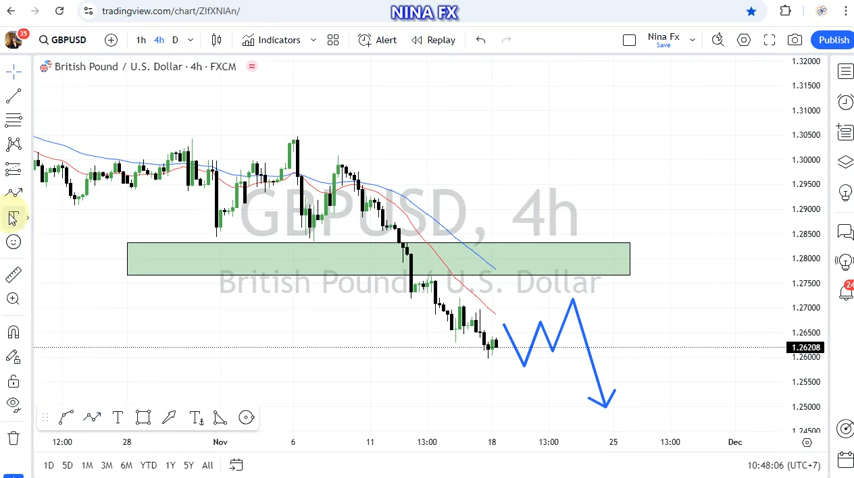 tradingview.com/chart/ZIfXNIAn/
NINA FX
35
GBPUSD
1h 4h D
Indicators
Alert
Replay
Nina Fx
Save
Publish
British Pound / U.S. Dollar · 4h · FXCM
GBPUSD, 4h
British Pound / U.S. Dollar
1.32000
1.31500
1.31000
1.30500
1.30000
1.29500
1.29000
1.28500
1.28000
1.27500
1.27000
1.26500
1.26208
1.26000
1.25500
1.25000
1.24500
24
12:00 28 Nov 6 11 13:00 18 13:00 25 13:00 Dec
1D 5D 1M 3M 6M YTD 1Y 5Y All
10:48:06 (UTC+7)